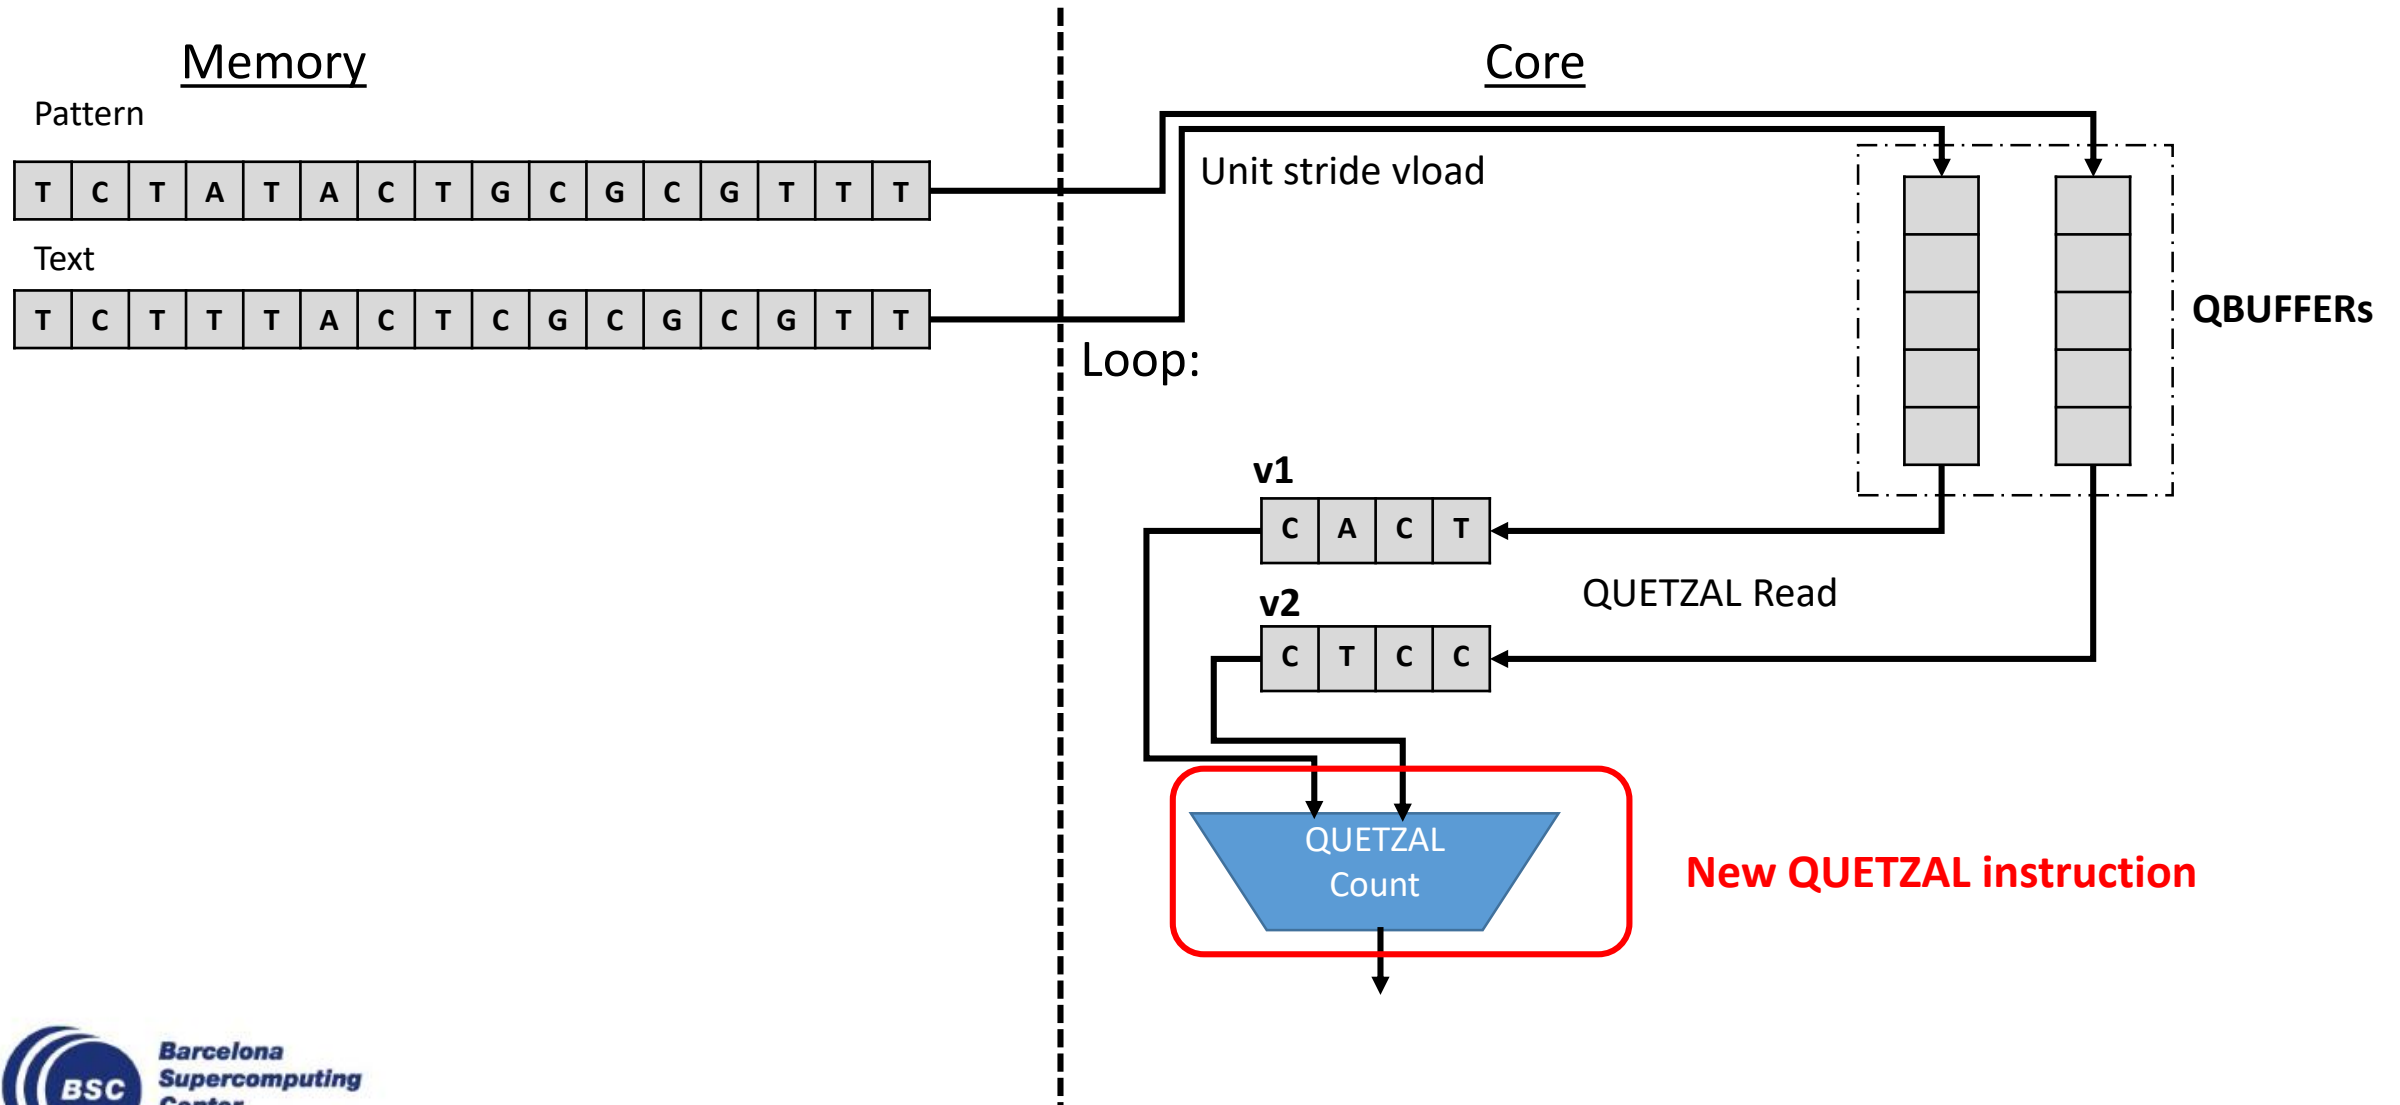 Memory
Core
Pattern
T C T A T A C T G C G C G T T T
Unit stride vload
Text
T C T T T A C T C G C G C G T T
QBUFFERs
Loop:
v1
C A C T
QUETZAL Read
v2
C T C C
QUETZAL
Count
New QUETZAL instruction
BSC
Barcelona
Supercomputing
Center